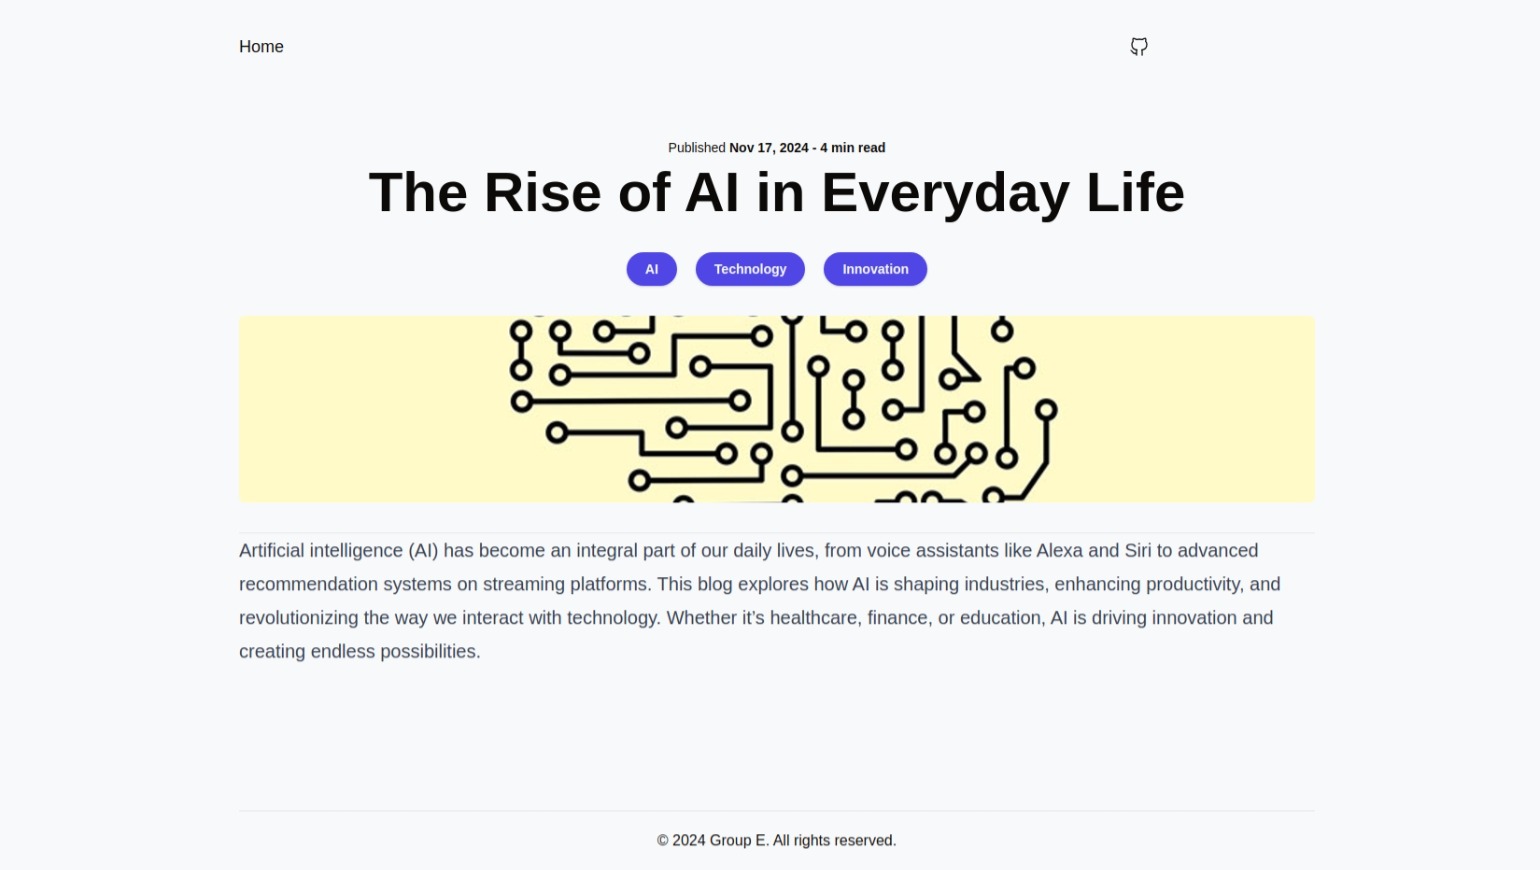 Home
Published Nov 17, 2024 - 4 min read
The Rise of AI in Everyday Life
AI Technology Innovation
Artificial intelligence (AI) has become an integral part of our daily lives, from voice assistants like Alexa and Siri to advanced
recommendation systems on streaming platforms. This blog explores how AI is shaping industries, enhancing productivity, and
revolutionizing the way we interact with technology. Whether it’s healthcare, finance, or education, AI is driving innovation and
creating endless possibilities.
© 2024 Group E. All rights reserved.